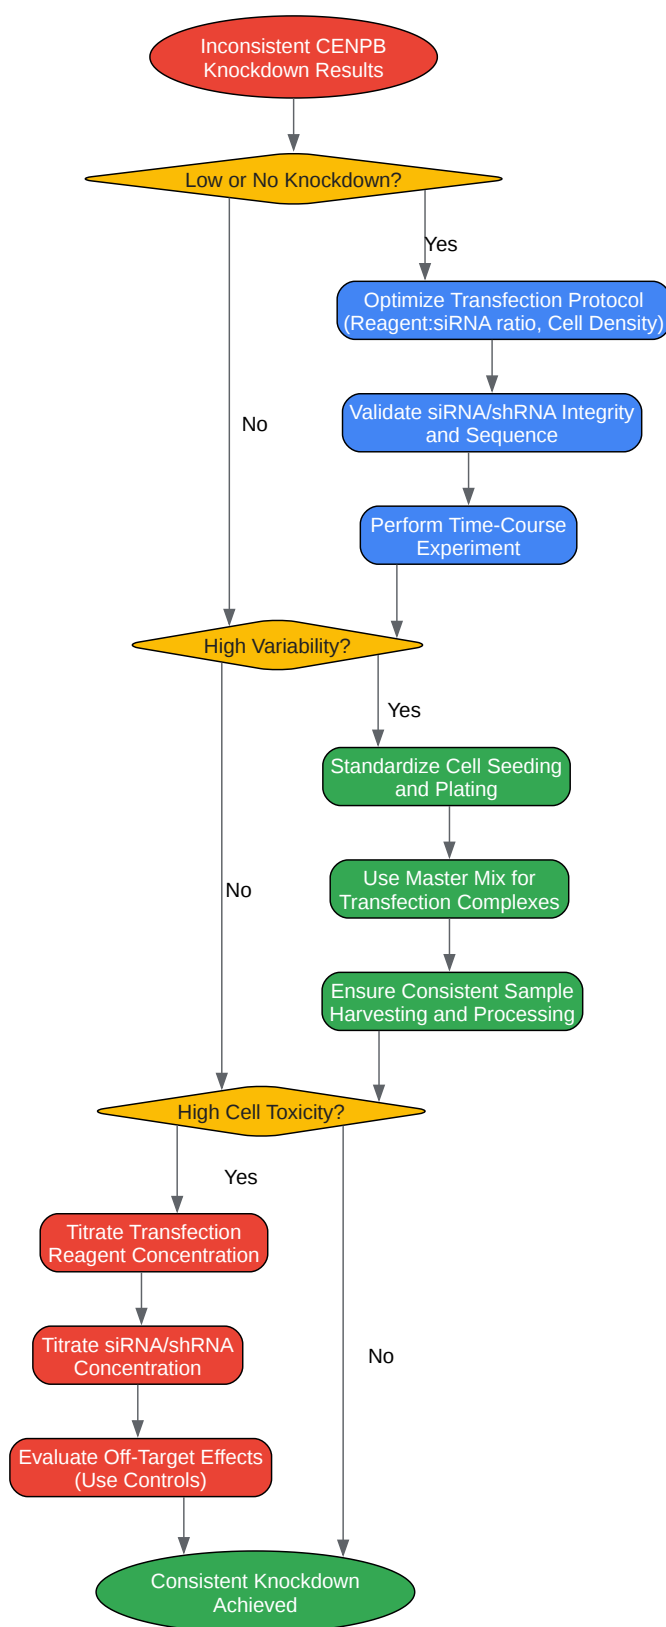 Inconsistent CENPB
Knockdown Results
Low or No Knockdown?
Yes
Optimize Transfection Protocol
(Reagent:siRNA ratio, Cell Density)
Validate siRNA/shRNA Integrity
and Sequence
No
Perform Time-Course
Experiment
High Variability?
Yes
Standardize Cell Seeding
and Plating
No
Use Master Mix for
Transfection Complexes
Ensure Consistent Sample
Harvesting and Processing
High Cell Toxicity?
Yes
Titrate Transfection
Reagent Concentration
Titrate siRNA/shRNA
Concentration
No
Evaluate Off-Target Effects
(Use Controls)
Consistent Knockdown
Achieved